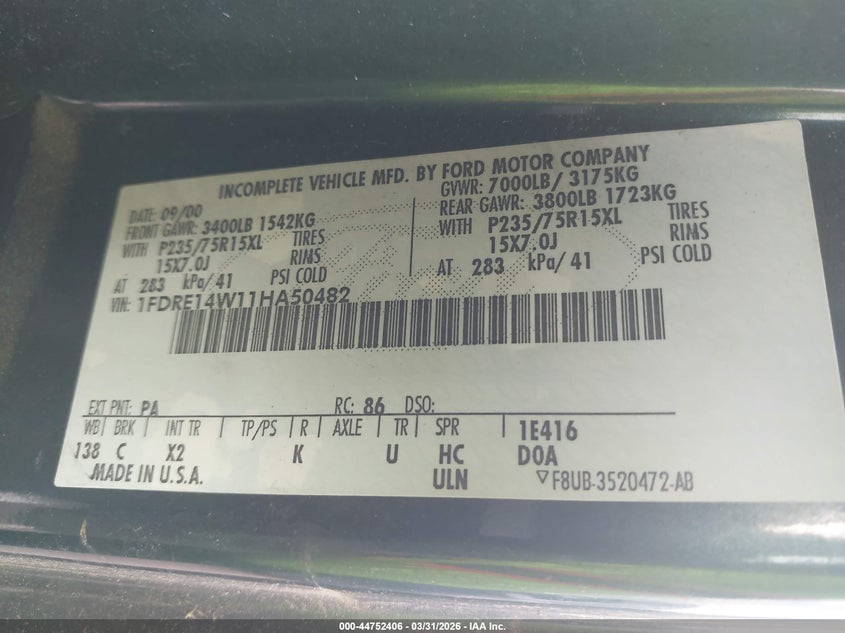 INCOMPLETE VEHICLE MFD. BY FORD MOTOR COMPANY
DATE: 09/00 GVWR: 7000LB/ 3175KG
FRONT GAWR: 3400LB 1542KG REAR GAWR: 3800LB 1723KG
WITH P235/75R15XL TIRES WITH P235/75R15XL TIRES
15X7.0J RIMS 15X7.0J RIMS
AT 283 kPa/41 PSI COLD AT 283 kPa/41 PSI COLD
VIN: 1FDRE14W11HA50482
EXT PNT: PA RC: 86 DSO:
WB BRK INT TR TP/PS R AXLE TR SPR 1E416
138 C X2 K U HC D0A
MADE IN U.S.A. ULN F8UB-3520472-AB
000-44752406 - 03/31/2026 - IAA Inc.